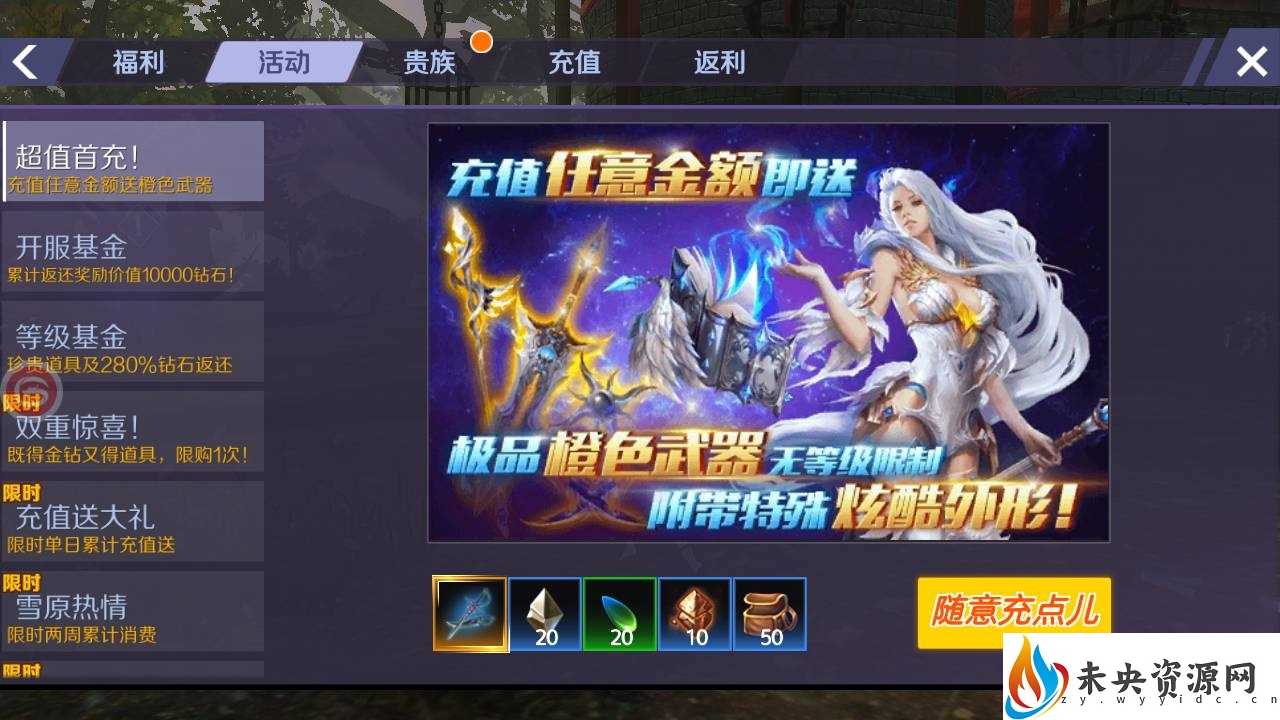 福利
活动
贵族
充值
返利
超值首充!
充值任意金额送橙色武器
开服基金
累计返还奖励价值10000钻石!
等级基金
珍贵道具及280%钻石返还
限时
双重惊喜!
既得金钻又得道具，限购1次!
限时
充值送大礼
限时单日累计充值送
限时
雪原热情
限时两周累计消费
限时
充值任意金额即送
极品橙色武器无等级限制
附带特殊炫酷外形!
20
20
10
50
随意充点儿
未央资源网
zy.wyyidc.cn